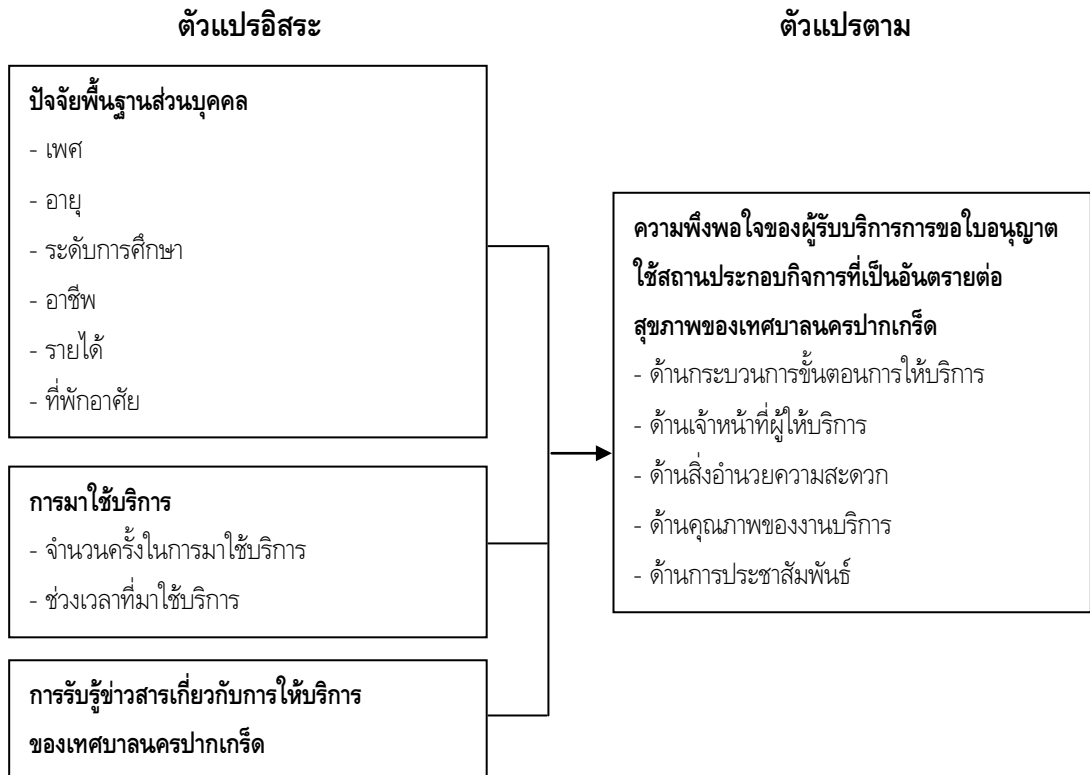 ตัวแปรอิสระ
ตัวแปรตาม
ปัจจัยพื้นฐานส่วนบุคคล
- เพศ
- อายุ
- ระดับการศึกษา
- อาชีพ
- รายได้
- ที่พักอาศัย
การมาใช้บริการ
- จำนวนครั้งในการมาใช้บริการ
- ช่วงเวลาที่มาใช้บริการ
การรับรู้ข่าวสารเกี่ยวกับการให้บริการ
ของเทศบาลนครปากเกร็ด
ความพึงพอใจของผู้รับบริการการขอใบอนุญาต
ใช้สถานประกอบกิจการที่เป็นอันตรายต่อ
สุขภาพของเทศบาลนครปากเกร็ด
- ด้านกระบวนการขั้นตอนการให้บริการ
- ด้านเจ้าหน้าที่ผู้ให้บริการ
- ด้านสิ่งอำนวยความสะดวก
- ด้านคุณภาพของงานบริการ
- ด้านการประชาสัมพันธ์